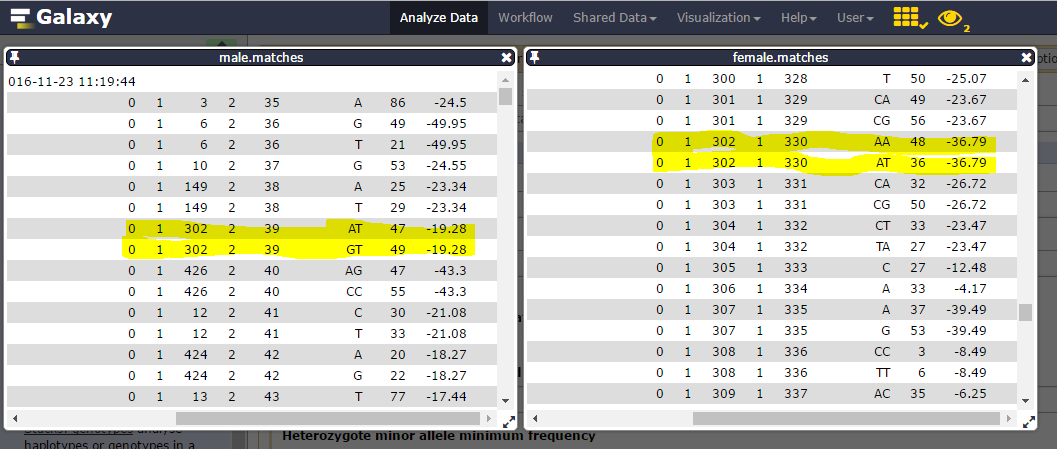 Galaxy
Analyze Data Workflow Shared Data Visualization Help User 2
male.matches
016-11-23 11:19:44
0 1 3 2 35 A 86 -24.5
0 1 6 2 36 G 49 -49.95
0 1 6 2 36 T 21 -49.95
0 1 10 2 37 G 53 -24.55
0 1 149 2 38 A 25 -23.34
0 1 149 2 38 T 29 -23.34
0 1 302 2 39 AT 47 -19.28
0 1 302 2 39 GT 49 -19.28
0 1 426 2 40 AG 47 -43.3
0 1 426 2 40 CC 55 -43.3
0 1 12 2 41 C 30 -21.08
0 1 12 2 41 T 33 -21.08
0 1 424 2 42 A 20 -18.27
0 1 424 2 42 G 22 -18.27
0 1 13 2 43 T 77 -17.44
female.matches
0 1 300 1 328 T 50 -25.07
0 1 301 1 329 CA 49 -23.67
0 1 301 1 329 CG 56 -23.67
0 1 302 1 330 AA 48 -36.79
0 1 302 1 330 AT 36 -36.79
0 1 303 1 331 CA 32 -26.72
0 1 303 1 331 CG 50 -26.72
0 1 304 1 332 CT 33 -23.47
0 1 304 1 332 TA 27 -23.47
0 1 305 1 333 C 27 -12.48
0 1 306 1 334 A 33 -4.17
0 1 307 1 335 A 37 -39.49
0 1 307 1 335 G 53 -39.49
0 1 308 1 336 CC 3 -8.49
0 1 308 1 336 TT 6 -8.49
0 1 309 1 337 AC 35 -6.25
haplotypes or genotypes in a
Heterozygote minor allele minimum frequency